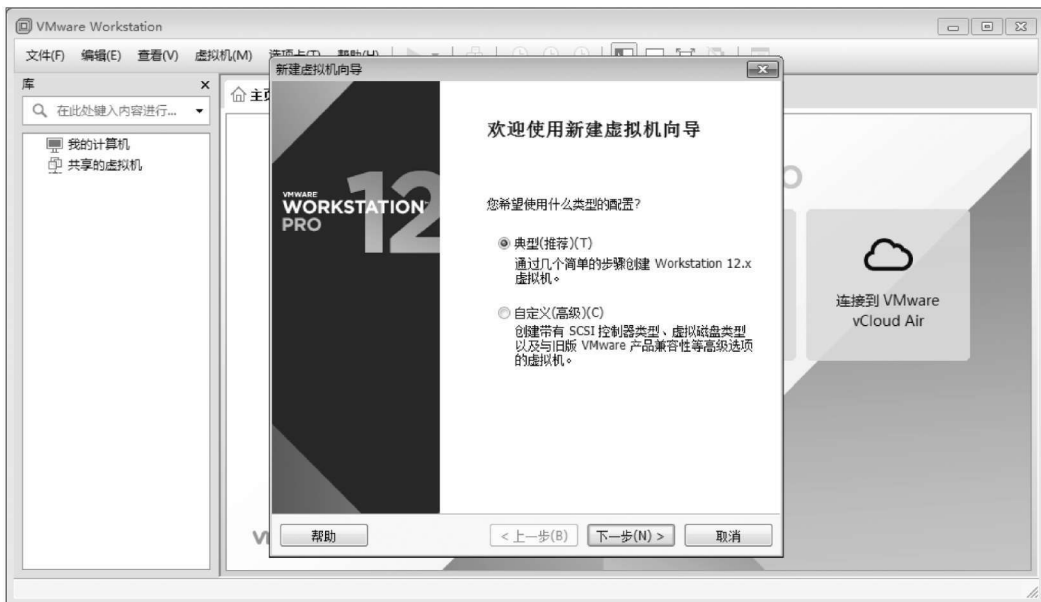 VMware Workstation
文件(F) 编辑(E) 查看(V) 虚拟机(M) 选项卡(T) 帮助(H)
库
在此处键入内容进行...
我的计算机
共享的虚拟机
主页
新建虚拟机向导
VMWARE
WORKSTATION
PRO
12
欢迎使用新建虚拟机向导
您希望使用什么类型的配置?
典型(推荐)(T)
通过几个简单的步骤创建 Workstation 12.x
虚拟机。
自定义(高级)(C)
创建带有 SCSI 控制器类型、虚拟磁盘类型
以及与旧版 VMware 产品兼容性等高级选项
的虚拟机。
帮助
< 上一步(B)
下一步(N) >
取消
连接到 VMware
vCloud Air